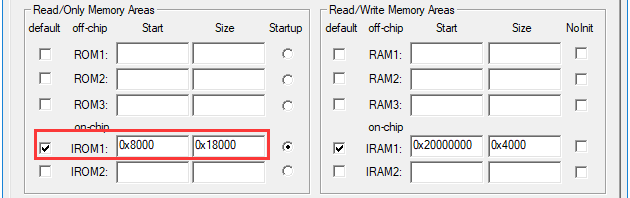 Read/Only Memory Areas Read/Write Memory Areas
default off-chip Start Size Startup default off-chip Start Size NoInit
ROM1: RAM1:
ROM2: RAM2:
ROM3: RAM3:
on-chip on-chip
IROM1: 0x8000 0x18000 IRAM1: 0x20000000 0x4000
IROM2: IRAM2: